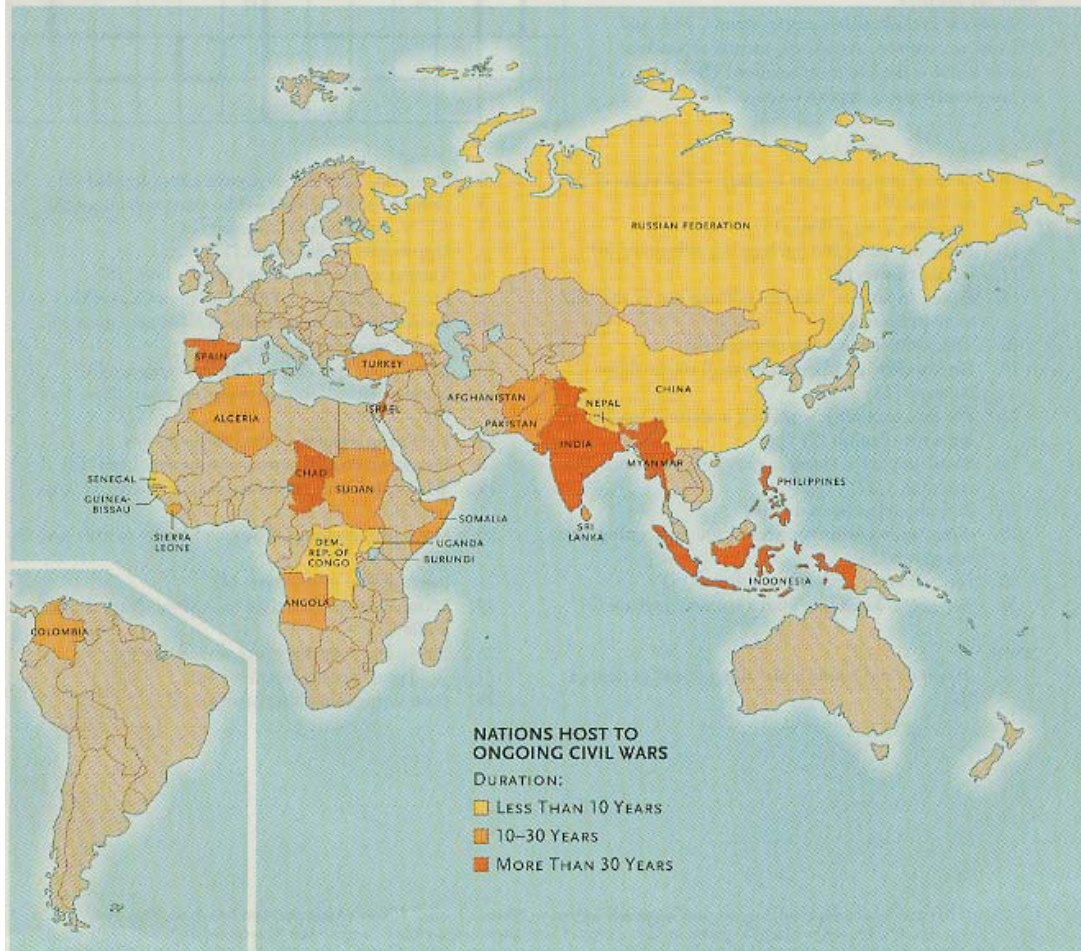 RUSSIAN FEDERATION
SPAIN
TURKEY
CHINA
AFGHANISTAN
NEPAL
ISRAEL
ALGERIA
PAKISTAN
INDIA
MYANMAR
CHAD
SENEGAL
PHILIPPINES
SUDAN
GUINEA-
BISSAU
SOMALIA
SRI
LANKA
SIERRA
LEONE
DEM.
REP. OF
CONGO
UGANDA
BURUNDI
INDONESIA
ANGOLA
COLOMBIA
NATIONS HOST TO
ONGOING CIVIL WARS
DURATION:
LESS THAN 10 YEARS
10–30 YEARS
MORE THAN 30 YEARS